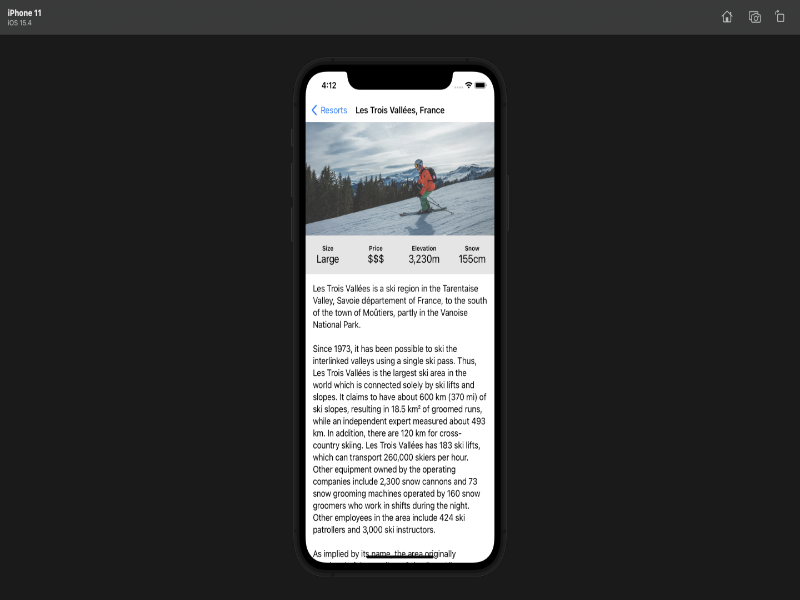 iPhone 11
iOS 15.4
4:12
Resorts Les Trois Vallées, France
Size Price Elevation Snow
Large $$$ 3,230m 155cm
Les Trois Vallées is a ski region in the Tarentaise
Valley, Savoie département of France, to the south
of the town of Moûtiers, partly in the Vanoise
National Park.
Since 1973, it has been possible to ski the
interlinked valleys using a single ski pass. Thus,
Les Trois Vallées is the largest ski area in the
world which is connected solely by ski lifts and
slopes. It claims to have about 600 km (370 mi) of
ski slopes, resulting in 18.5 km² of groomed runs,
while an independent expert measured about 493
km. In addition, there are 120 km for cross-
country skiing. Les Trois Vallées has 183 ski lifts,
which can transport 260,000 skiers per hour.
Other equipment owned by the operating
companies include 2,300 snow cannons and 73
snow grooming machines operated by 160 snow
groomers who work in shifts during the night.
Other employees in the area include 424 ski
patrollers and 3,000 ski instructors.
As implied by its name, the area originally